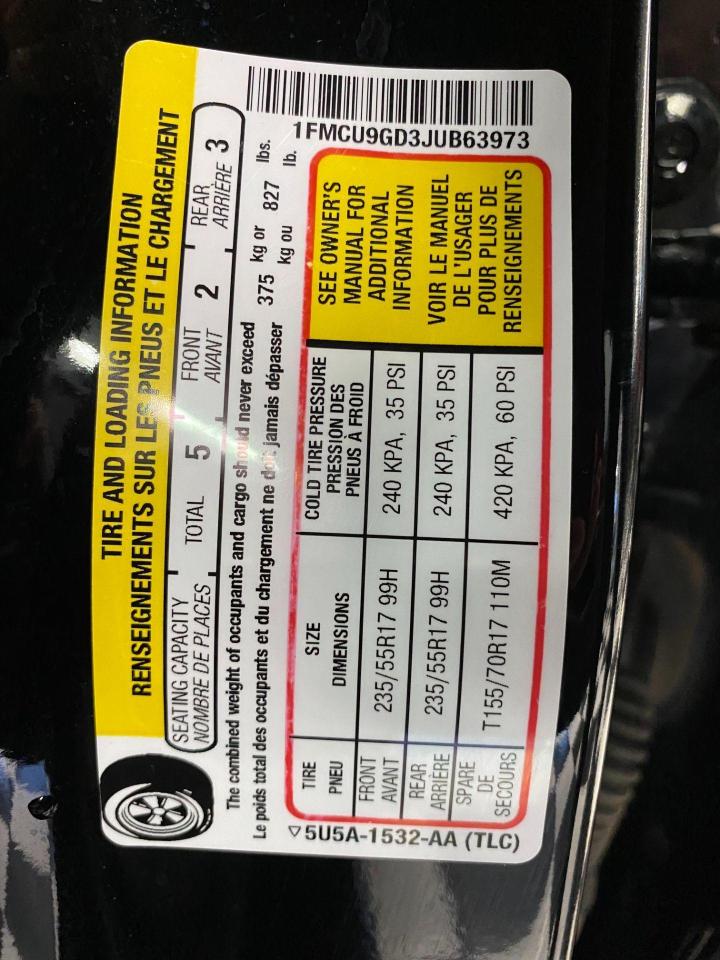 TIRE AND LOADING INFORMATION
RENSEIGNEMENTS SUR LES PNEUS ET LE CHARGEMENT
SEATING CAPACITY
NOMBRE DE PLACES
TOTAL 5
FRONT
AVANT 2
REAR
ARRIÈRE 3
The combined weight of occupants and cargo should never exceed 375 kg or 827 lbs.
Le poids total des occupants et du chargement ne doit jamais dépasser kg ou lb.
1FMCU9GD3JUB63973
TIRE
PNEU
SIZE
DIMENSIONS
COLD TIRE PRESSURE
PRESSION DES
PNEUS À FROID
FRONT
AVANT
235/55R17 99H
240 KPA, 35 PSI
REAR
ARRIÈRE
235/55R17 99H
240 KPA, 35 PSI
SPARE
DE
SECOURS
T155/70R17 110M
420 KPA, 60 PSI
SEE OWNER'S
MANUAL FOR
ADDITIONAL
INFORMATION
VOIR LE MANUEL
DE L'USAGER
POUR PLUS DE
RENSEIGNEMENTS
5U5A-1532-AA (TLC)